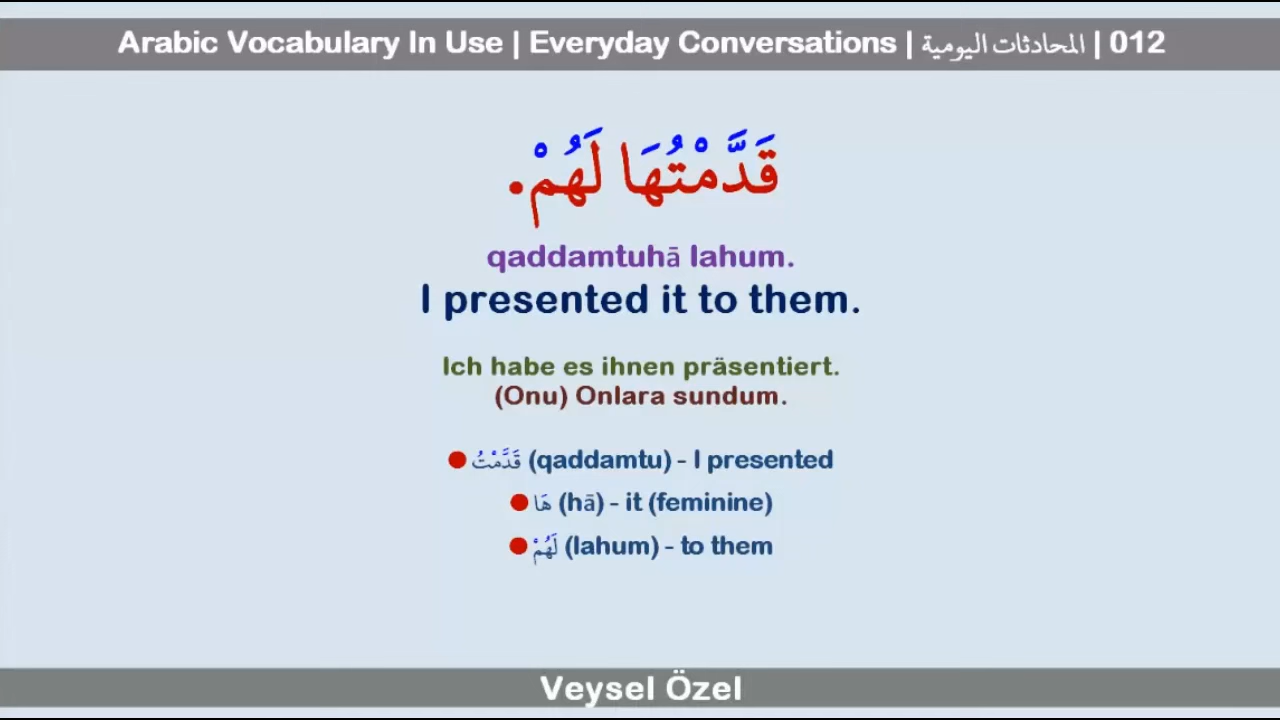 Arabic Vocabulary In Use | Everyday Conversations | المحادثات اليومية | 012
قَدَّمْتُهَا لَهُمْ.
qaddamtuhā lahum.
I presented it to them.
Ich habe es ihnen präsentiert.
(Onu) Onlara sundum.
● قَدَّمْتُ (qaddamtu) - I presented
● هَا (hā) - it (feminine)
● لَهُمْ (lahum) - to them
Veysel Özel